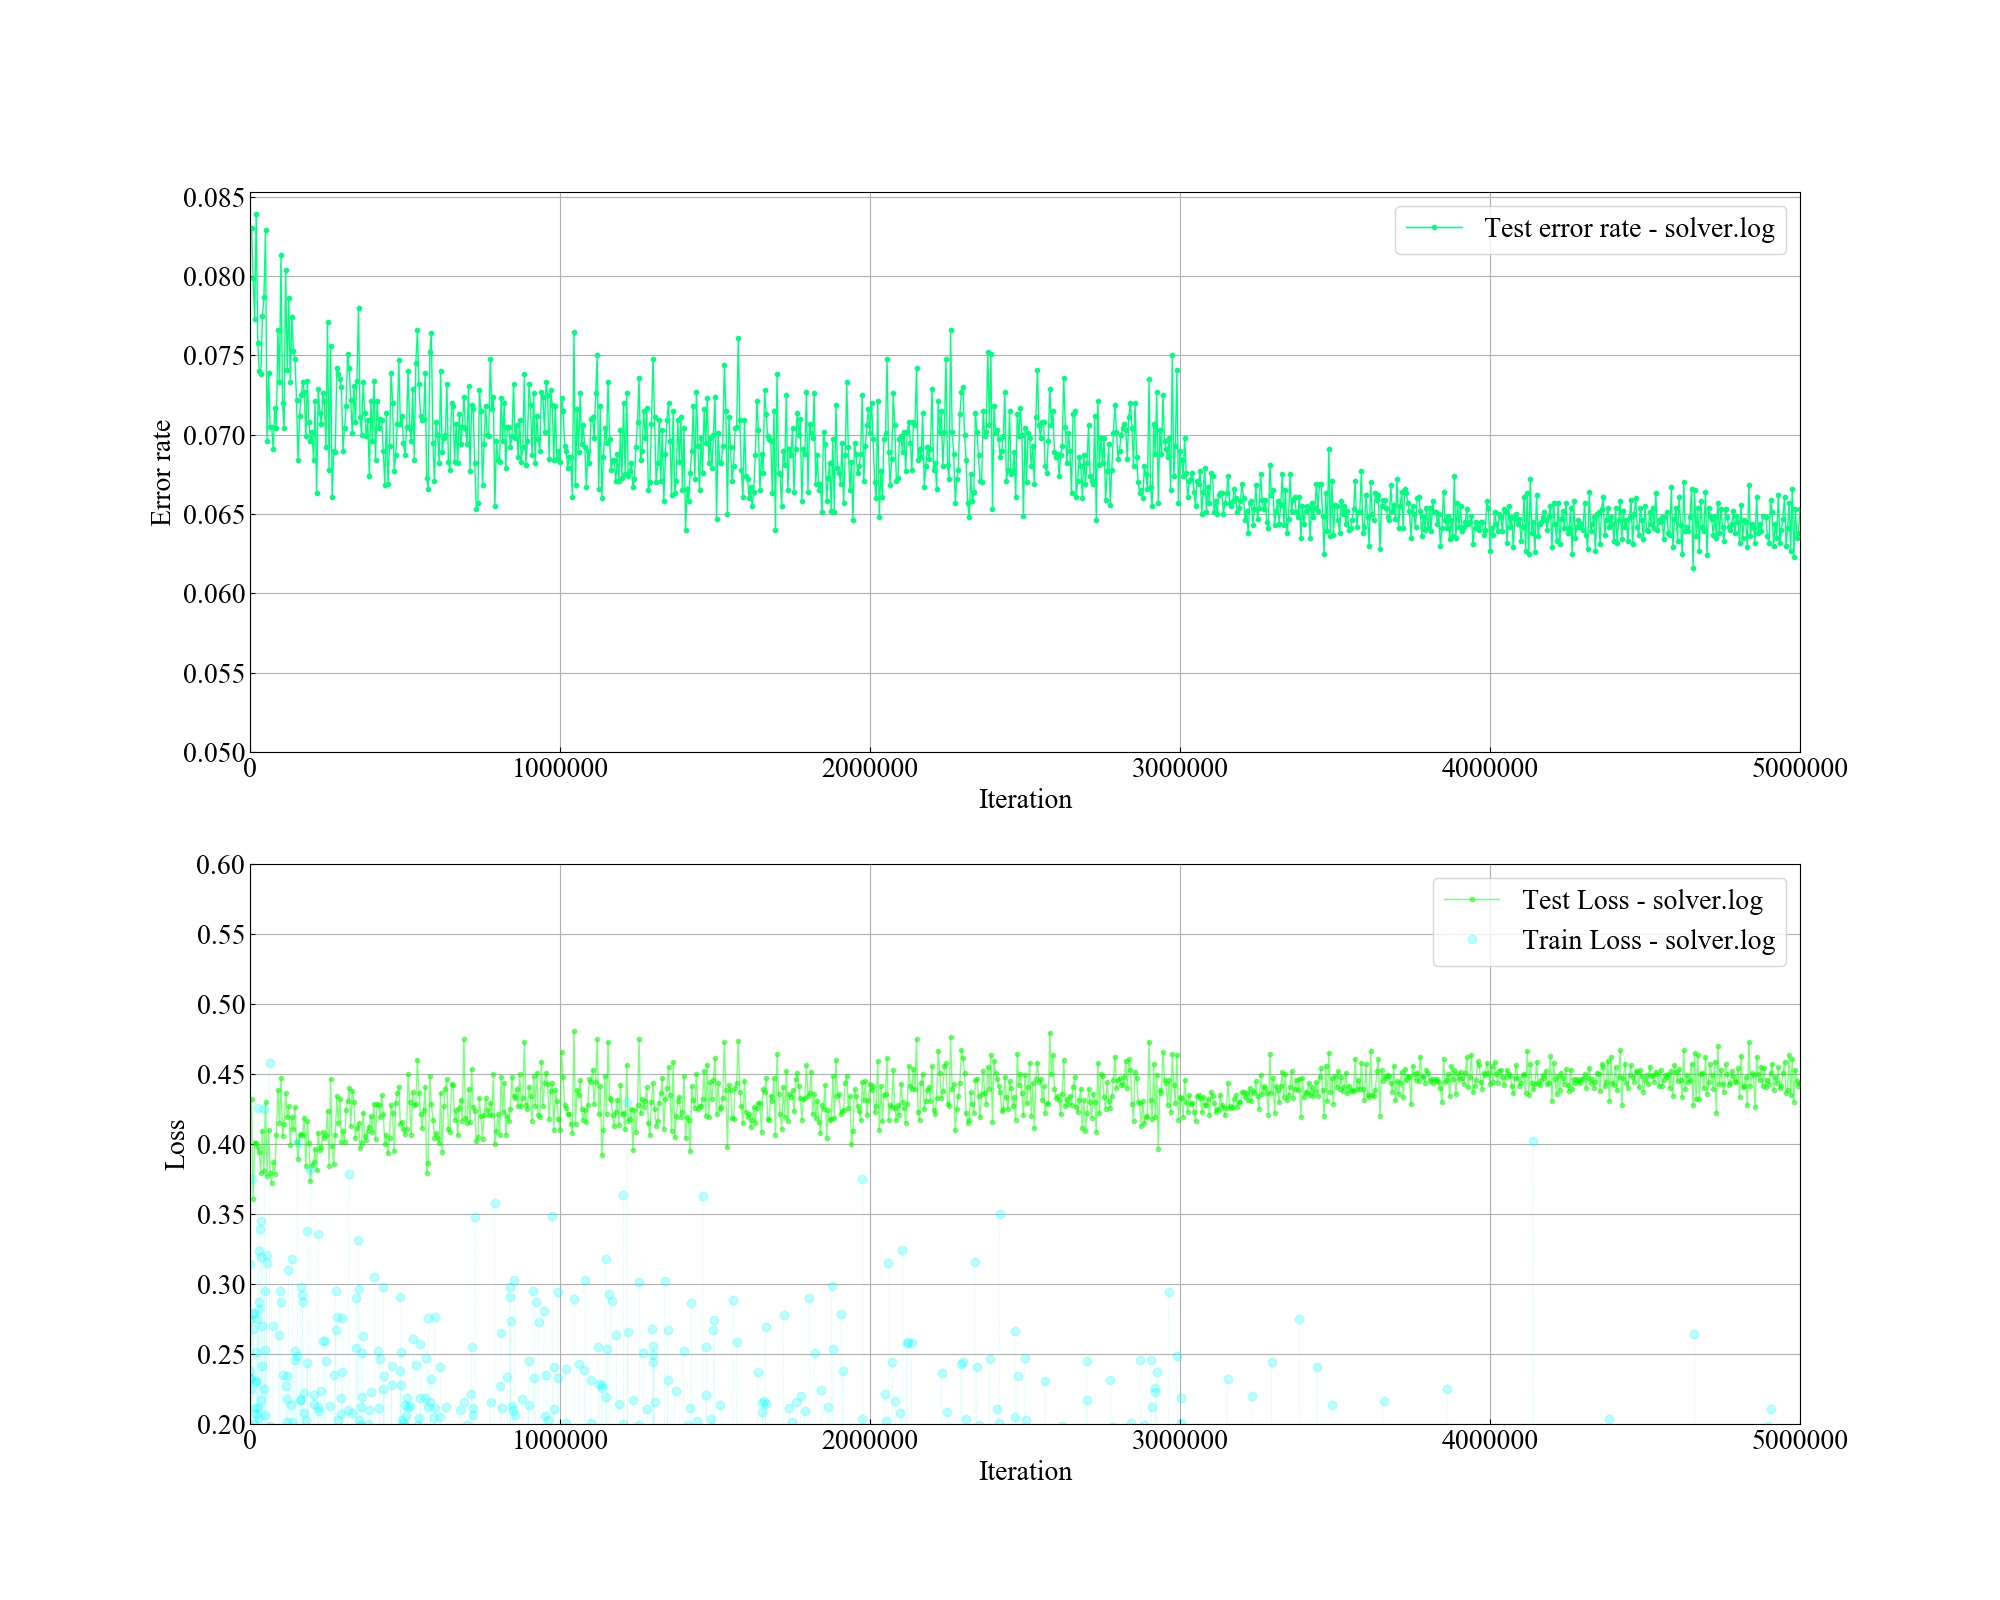 0.085
0.080
0.075
0.070
0.065
0.060
0.055
0.050
Error rate
Test error rate - solver.log
0 1000000 2000000 3000000 4000000 5000000
Iteration
0.60
0.55
0.50
0.45
0.40
0.35
0.30
0.25
0.20
Loss
Test Loss - solver.log
Train Loss - solver.log
0 1000000 2000000 3000000 4000000 5000000
Iteration